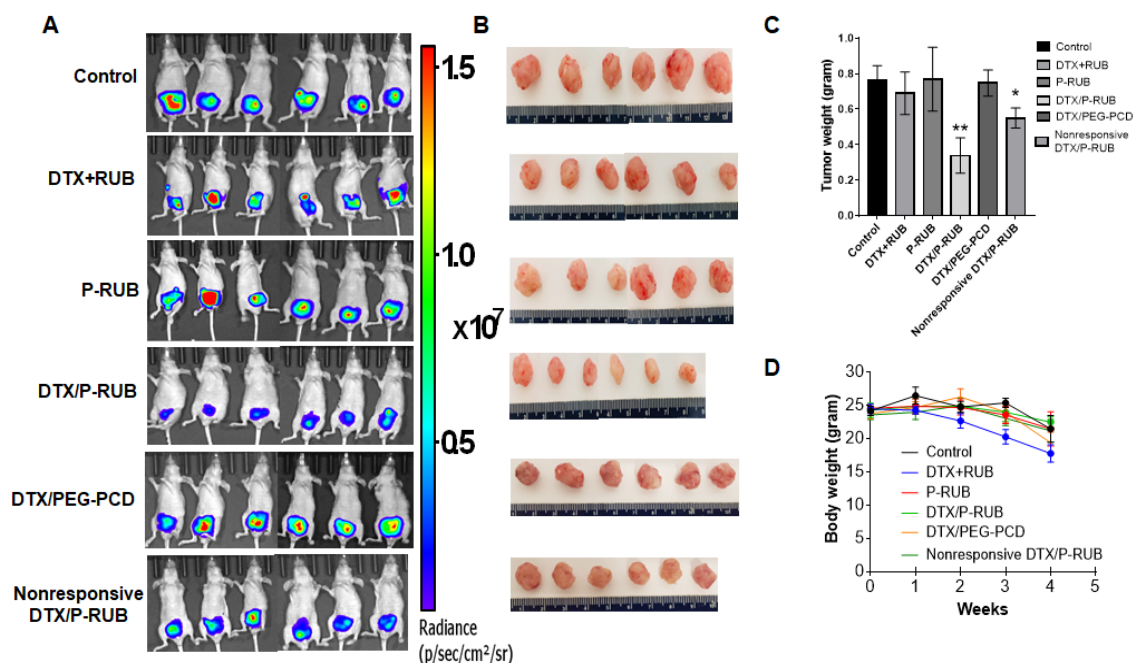 A
Control
DTX+RUB
P-RUB
DTX/P-RUB
DTX/PEG-PCD
Nonresponsive
DTX/P-RUB
1.5
1.0
X10⁷
0.5
Radiance
(p/sec/cm²/sr)
B
C
Tumor weight (gram)
1.0
0.8
0.6
0.4
0.2
0.0
**
*
Control
DTX+RUB
P-RUB
DTX/P-RUB
DTX/PEG-PCD
Nonresponsive DTX/P-RUB
Control
DTX+RUB
P-RUB
DTX/P-RUB
DTX/PEG-PCD
Nonresponsive
DTX/P-RUB
D
Body weight (gram)
30
25
20
15
10
5
0
Control
DTX+RUB
P-RUB
DTX/P-RUB
DTX/PEG-PCD
Nonresponsive DTX/P-RUB
0 1 2 3 4 5
Weeks